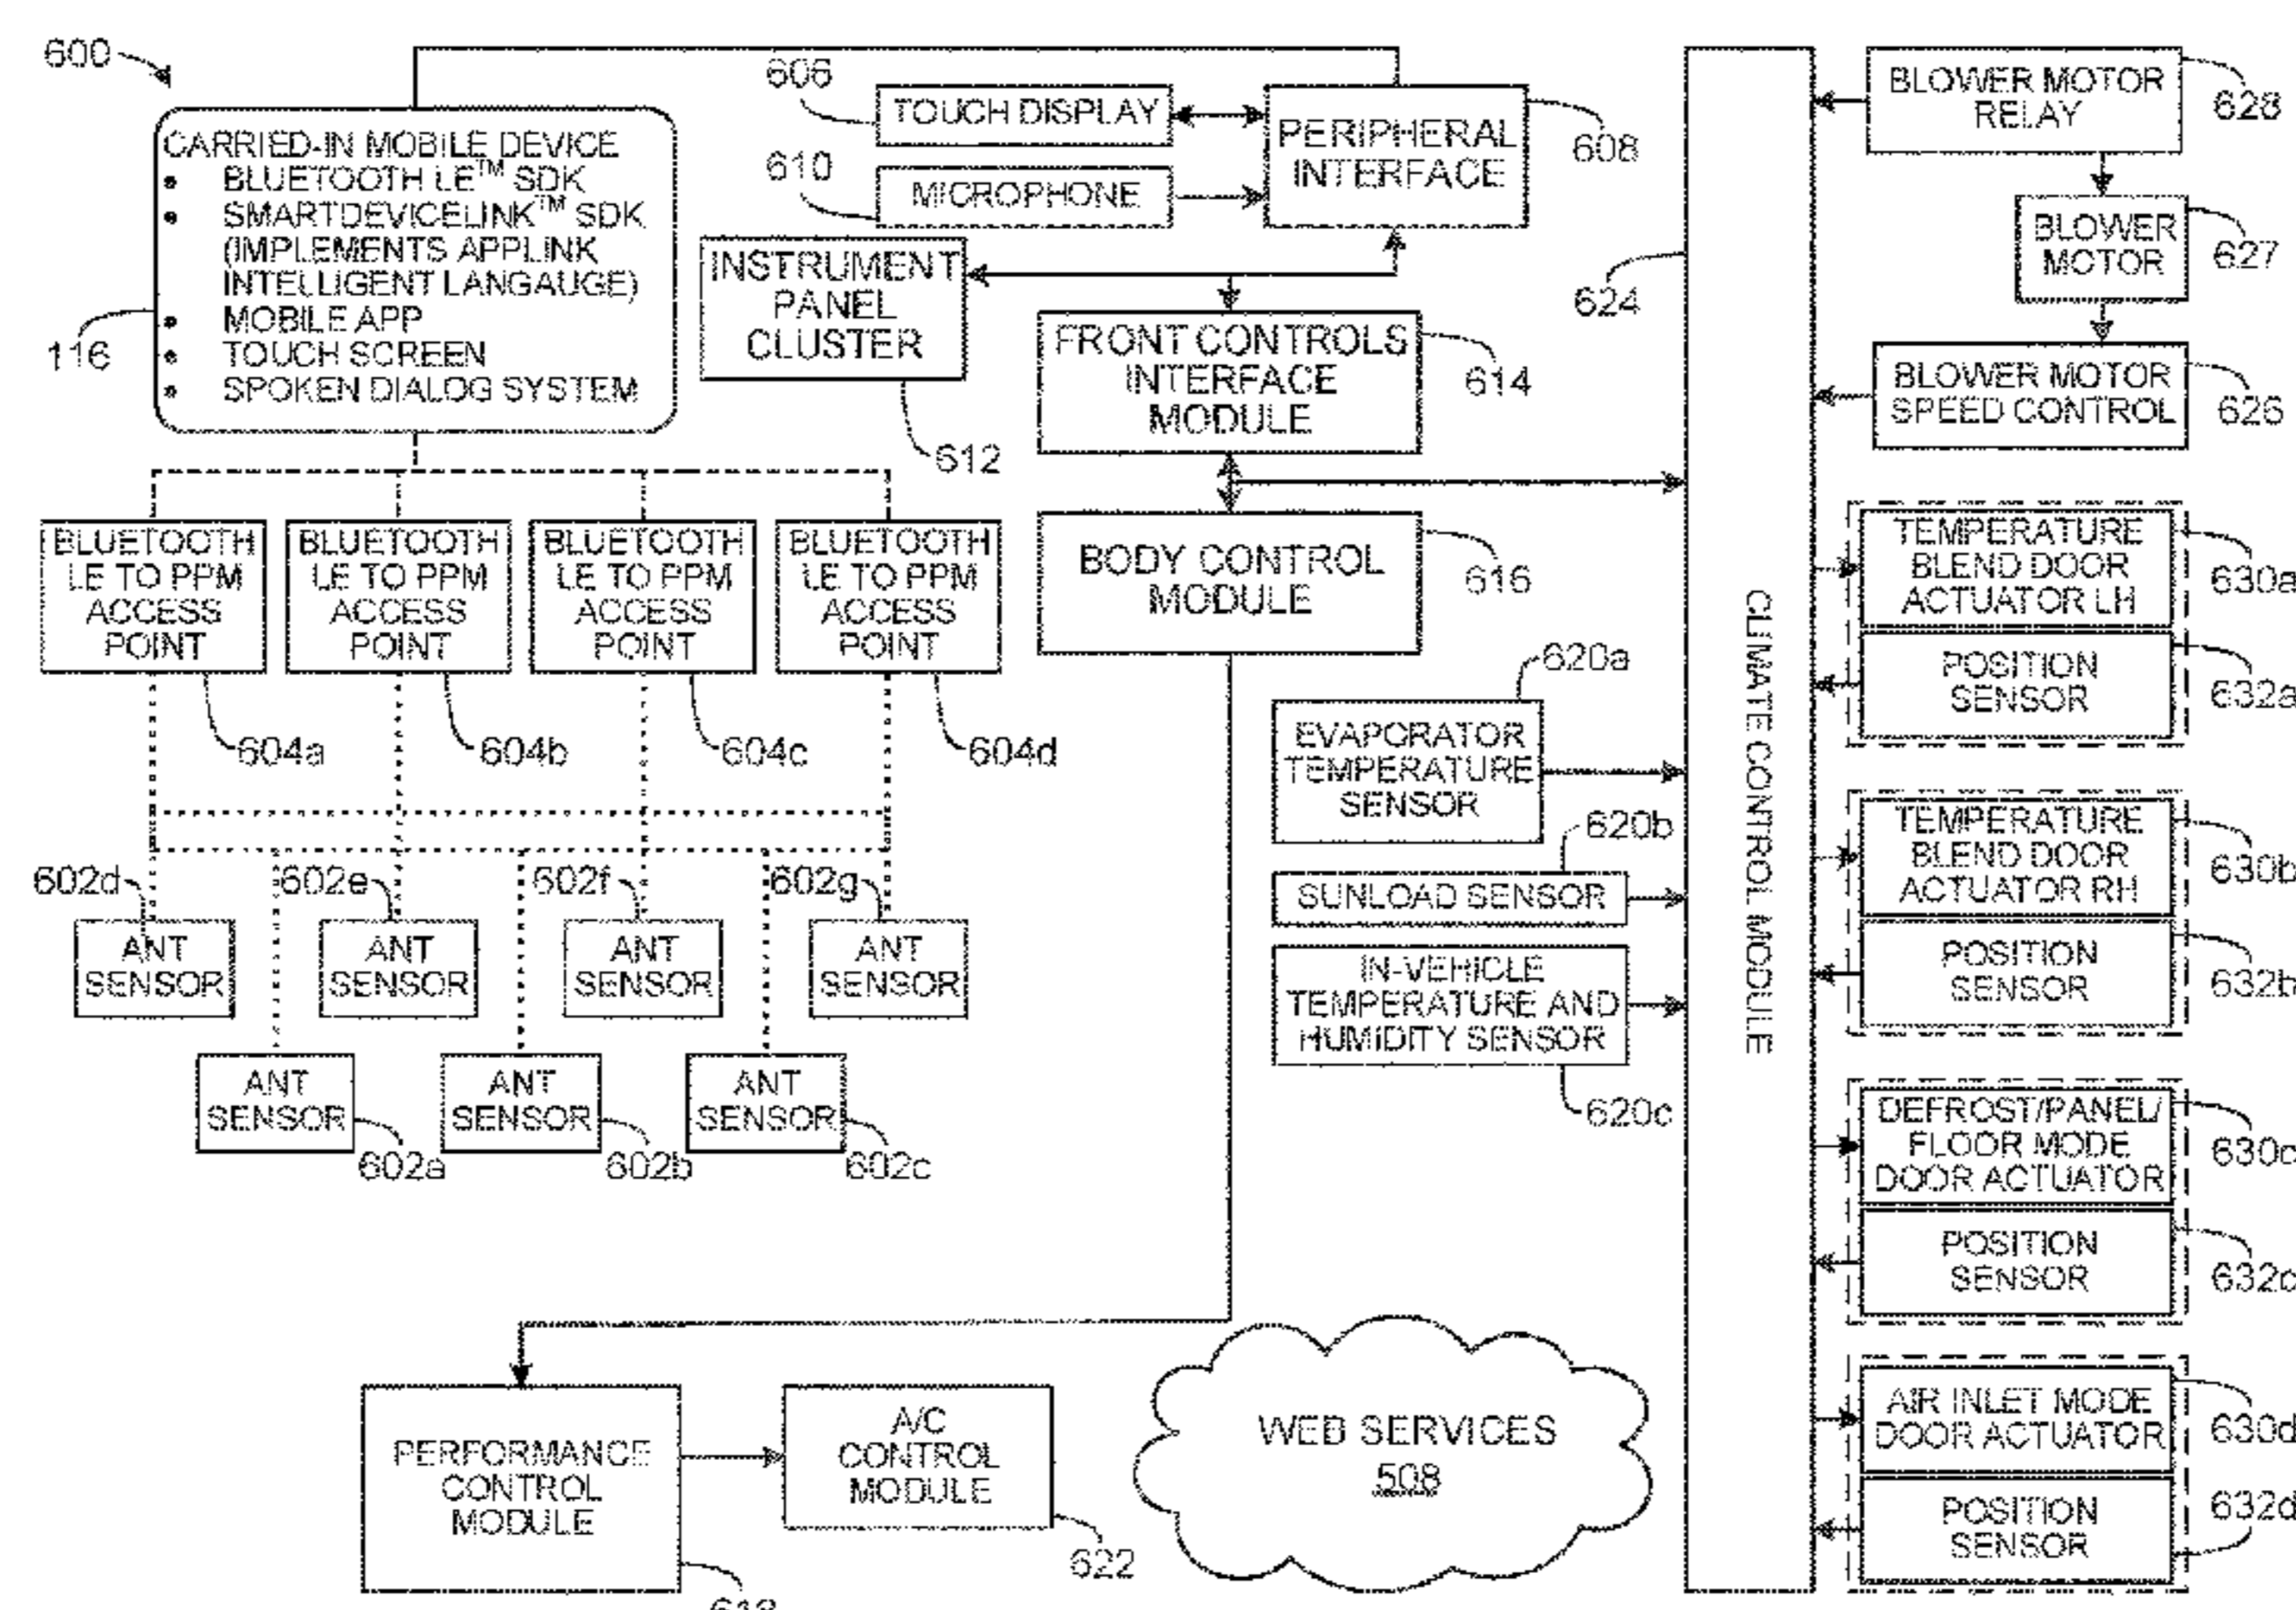 600
CARRIED-IN MOBILE DEVICE
• BLUETOOTH LE™ SDK
• SMARTDEVICELINK™ SDK
(IMPLEMENTS APPLINK
INTELLIGENT LANGAUGE)
• MOBILE APP
• TOUCH SCREEN
• SPOKEN DIALOG SYSTEM
116
606
TOUCH DISPLAY
610
MICROPHONE
PERIPHERAL
INTERFACE
608
INSTRUMENT
PANEL
CLUSTER
612
FRONT CONTROLS
INTERFACE
MODULE
614
BODY CONTROL
MODULE
616
BLUETOOTH
LE TO PPM
ACCESS
POINT
604a
BLUETOOTH
LE TO PPM
ACCESS
POINT
604b
BLUETOOTH
LE TO PPM
ACCESS
POINT
604c
BLUETOOTH
LE TO PPM
ACCESS
POINT
604d
602d
ANT
SENSOR
602e
ANT
SENSOR
602f
ANT
SENSOR
602g
ANT
SENSOR
ANT
SENSOR
602a
ANT
SENSOR
602b
ANT
SENSOR
602c
620a
EVAPORATOR
TEMPERATURE
SENSOR
620b
SUNLOAD SENSOR
IN-VEHICLE
TEMPERATURE AND
HUMIDITY SENSOR
620c
PERFORMANCE
CONTROL
MODULE
A/C
CONTROL
MODULE
622
WEB SERVICES
508
624
CLIMATE CONTROL MODULE
BLOWER MOTOR
RELAY
628
BLOWER
MOTOR
627
BLOWER MOTOR
SPEED CONTROL
626
TEMPERATURE
BLEND DOOR
ACTUATOR LH
630a
POSITION
SENSOR
632a
TEMPERATURE
BLEND DOOR
ACTUATOR RH
630b
POSITION
SENSOR
632b
DEFROST/PANEL/
FLOOR MODE
DOOR ACTUATOR
630c
POSITION
SENSOR
632c
AIR INLET MODE
DOOR ACTUATOR
630d
POSITION
SENSOR
632d